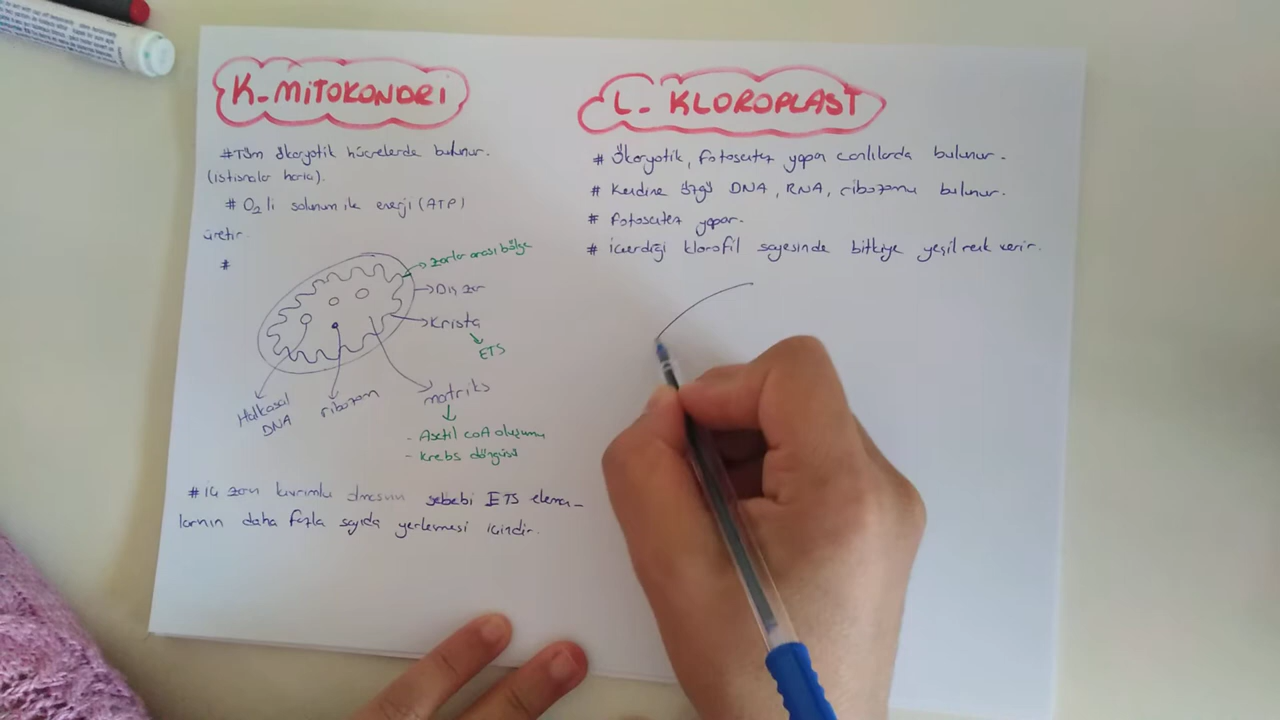 K-MİTOKONDRİ
#Tüm ökaryotik hücrelerde bulunur.
(istisnalar hariç).
# O2 li solunum ile enerji (ATP)
üretir.
#
zarlar arası bölge
Dış zar
Krista
ETS
matriks
- Asetil CoA oluşumu
- Krebs döngüsü
Halkasal
DNA
ribozom
# İç zarın kıvrımlı olmasının sebebi ETS eleman-
larının daha fazla sayıda yerleşmesi içindir.
L- KLOROPLAST
# Ökaryotik, fotosentez yapan canlılarda bulunur.
# Kendine özgü DNA, RNA, ribozomu bulunur.
# Fotosentez yapar.
# İçerdiği klorofil sayesinde bitkiye yeşil renk verir.